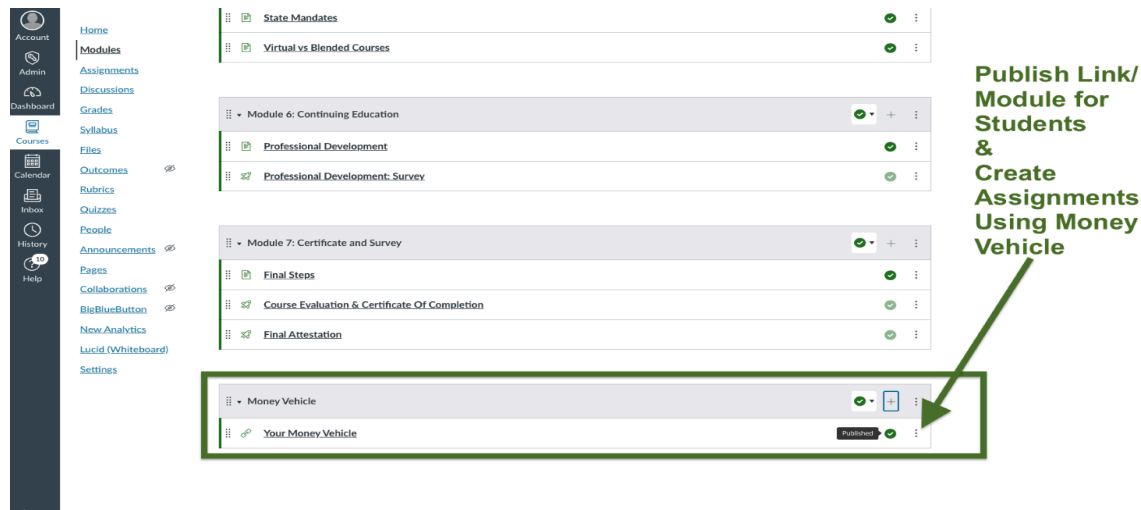 Account
Admin
Dashboard
Courses
Calendar
Inbox
History
10
Help
Home
Modules
Assignments
Discussions
Grades
Syllabus
Files
Outcomes
Rubrics
Quizzes
People
Announcements
Pages
Collaborations
BigBlueButton
New Analytics
Lucid (Whiteboard)
Settings
State Mandates
Virtual vs Blended Courses
Module 6: Continuing Education
Professional Development
Professional Development: Survey
Module 7: Certificate and Survey
Final Steps
Course Evaluation & Certificate Of Completion
Final Attestation
Money Vehicle
Your Money Vehicle
Published
Publish Link/
Module for
Students
&
Create
Assignments
Using Money
Vehicle